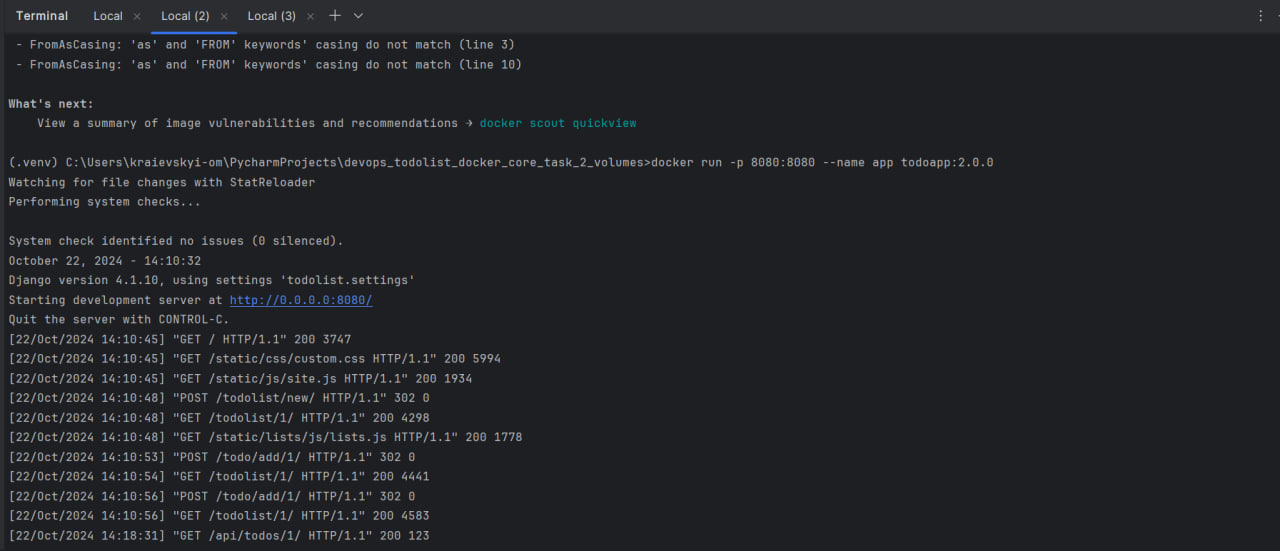 Terminal Local × Local (2) × Local (3) ×
- FromAsCasing: 'as' and 'FROM' keywords' casing do not match (line 3)
- FromAsCasing: 'as' and 'FROM' keywords' casing do not match (line 10)
What's next:
View a summary of image vulnerabilities and recommendations → docker scout quickview
(.venv) C:\Users\kraievskyi-om\PycharmProjects\devops_todolist_docker_core_task_2_volumes>docker run -p 8080:8080 --name app todoapp:2.0.0
Watching for file changes with StatReloader
Performing system checks...
System check identified no issues (0 silenced).
October 22, 2024 - 14:10:32
Django version 4.1.10, using settings 'todolist.settings'
Starting development server at http://0.0.0.0:8080/
Quit the server with CONTROL-C.
[22/Oct/2024 14:10:45] "GET / HTTP/1.1" 200 3747
[22/Oct/2024 14:10:45] "GET /static/css/custom.css HTTP/1.1" 200 5994
[22/Oct/2024 14:10:45] "GET /static/js/site.js HTTP/1.1" 200 1934
[22/Oct/2024 14:10:48] "POST /todolist/new/ HTTP/1.1" 302 0
[22/Oct/2024 14:10:48] "GET /todolist/1/ HTTP/1.1" 200 4298
[22/Oct/2024 14:10:48] "GET /static/lists/js/lists.js HTTP/1.1" 200 1778
[22/Oct/2024 14:10:53] "POST /todo/add/1/ HTTP/1.1" 302 0
[22/Oct/2024 14:10:54] "GET /todolist/1/ HTTP/1.1" 200 4441
[22/Oct/2024 14:10:56] "POST /todo/add/1/ HTTP/1.1" 302 0
[22/Oct/2024 14:10:56] "GET /todolist/1/ HTTP/1.1" 200 4583
[22/Oct/2024 14:18:31] "GET /api/todos/1/ HTTP/1.1" 200 123